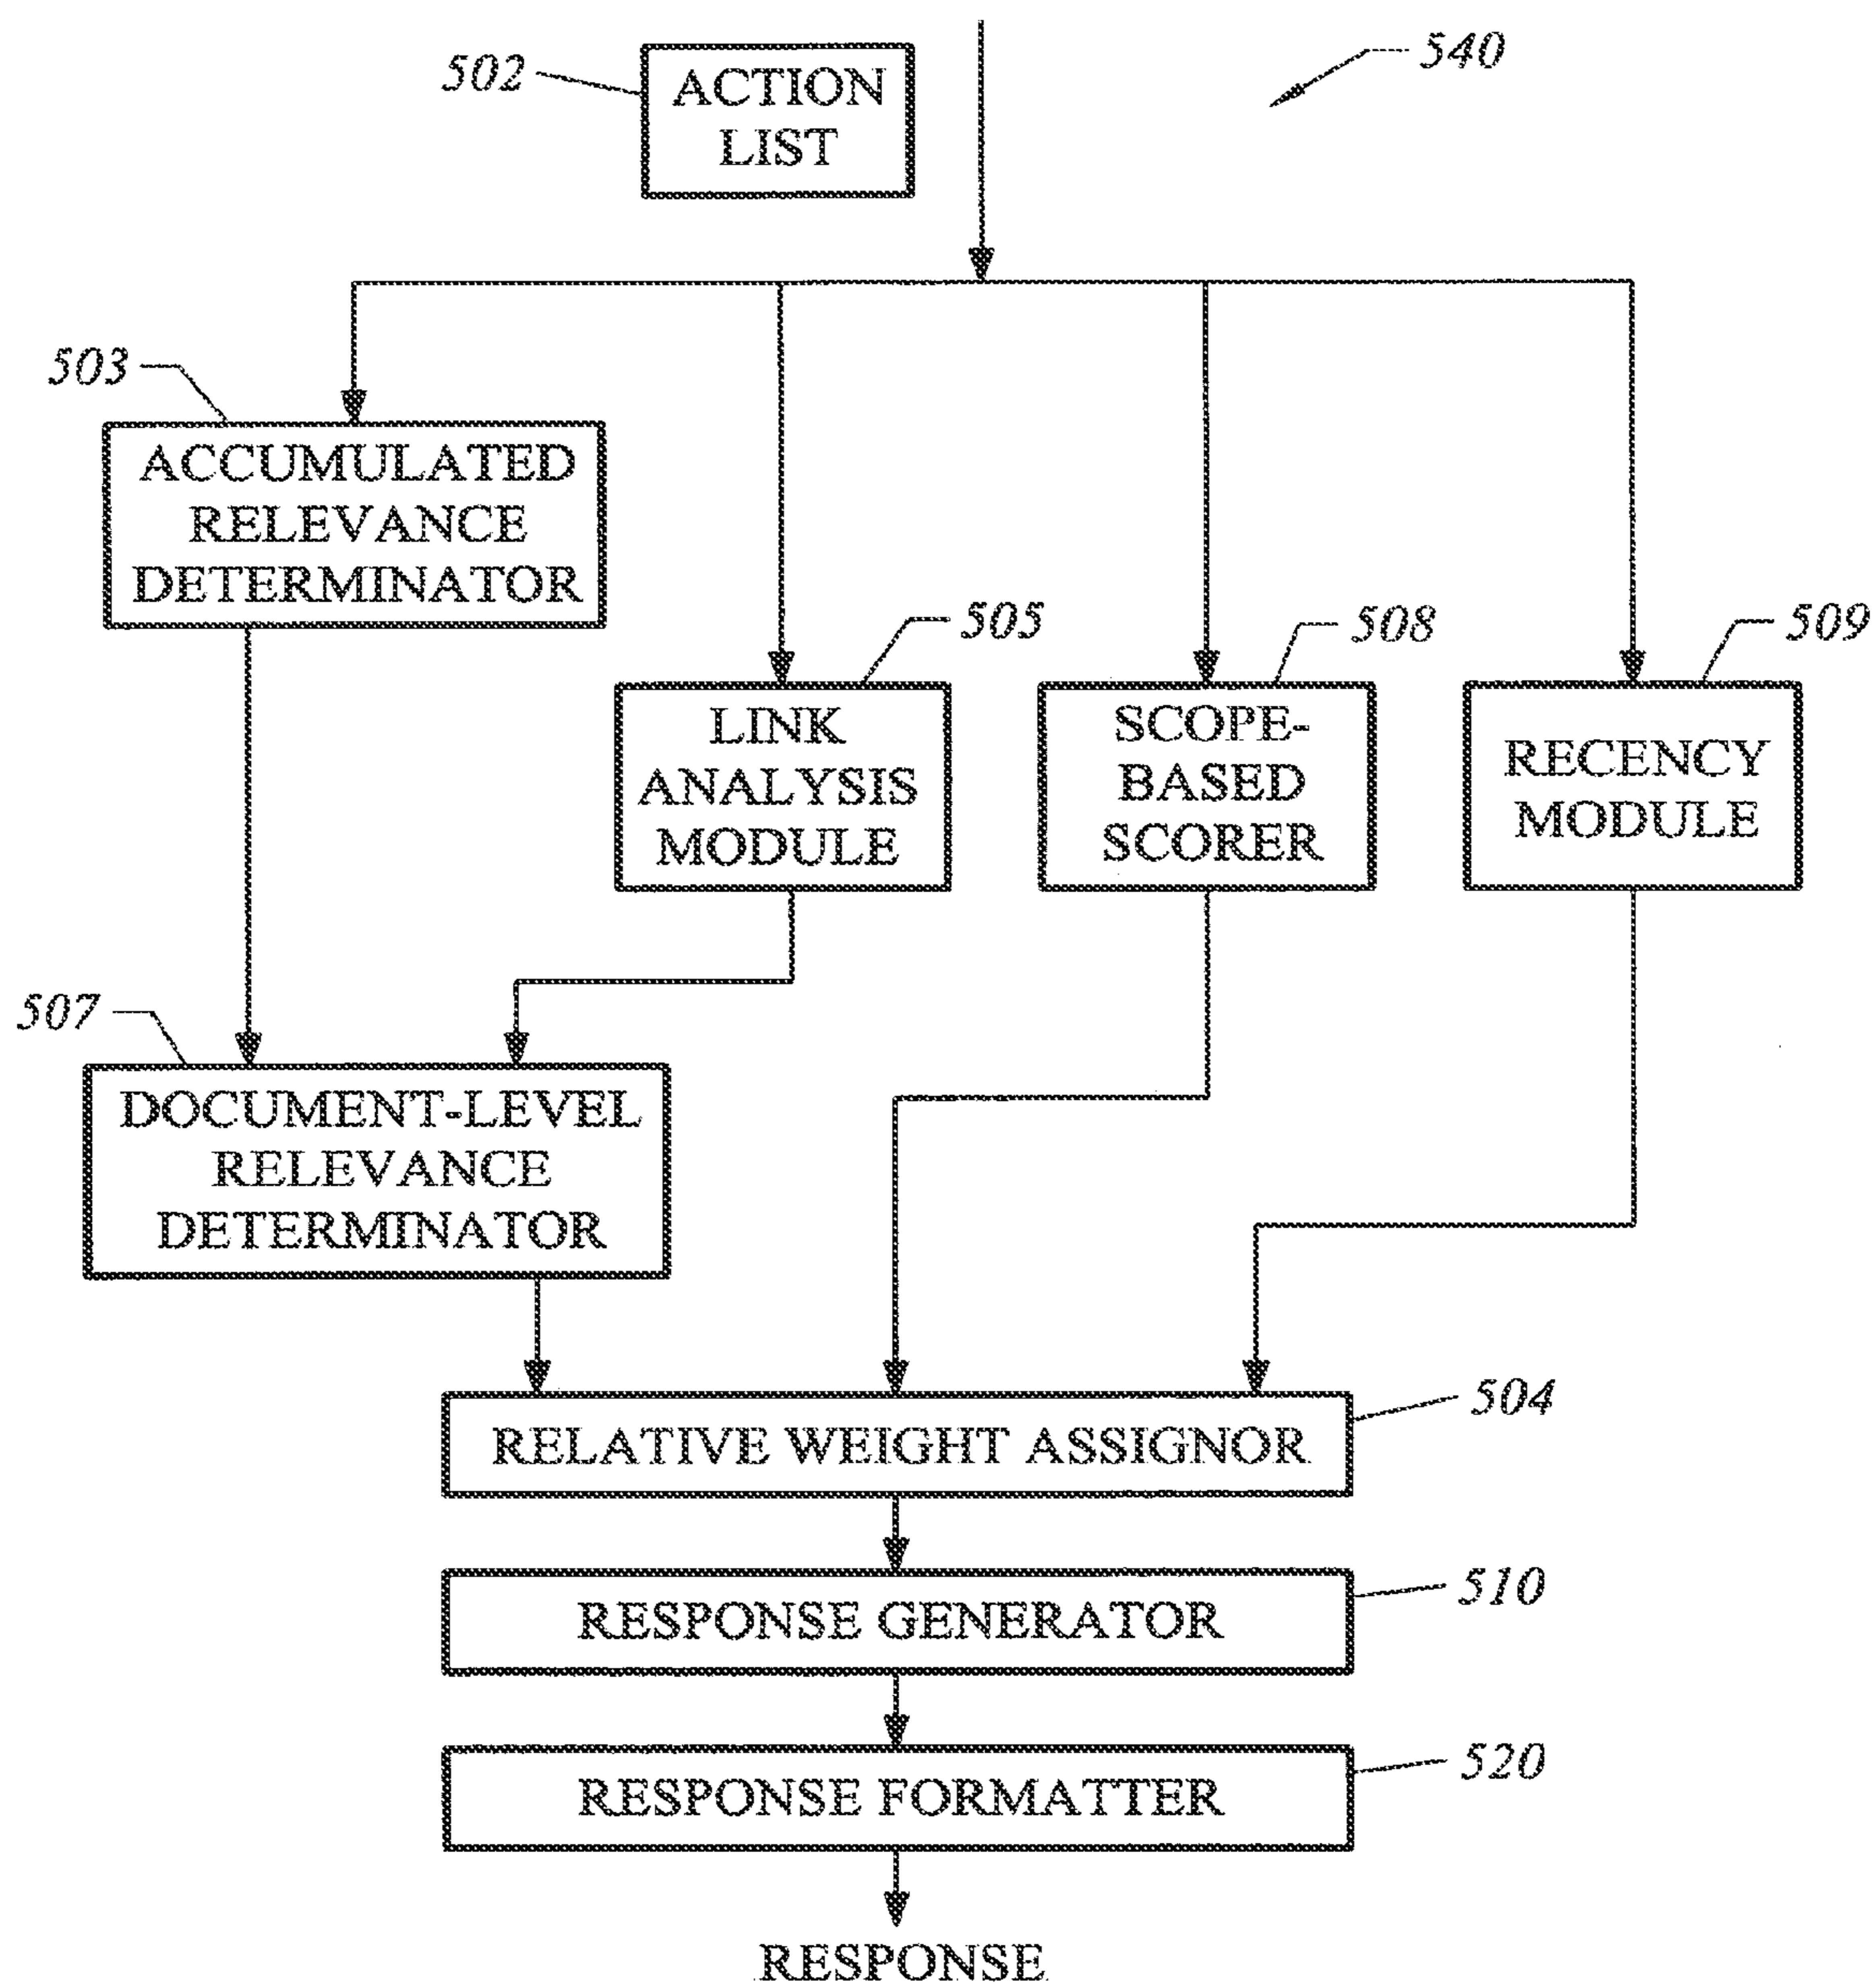 540
502
ACTION
LIST
503
ACCUMULATED
RELEVANCE
DETERMINATOR
505
LINK
ANALYSIS
MODULE
508
SCOPE-
BASED
SCORER
509
RECENCY
MODULE
507
DOCUMENT-LEVEL
RELEVANCE
DETERMINATOR
504
RELATIVE WEIGHT ASSIGNOR
510
RESPONSE GENERATOR
520
RESPONSE FORMATTER
RESPONSE